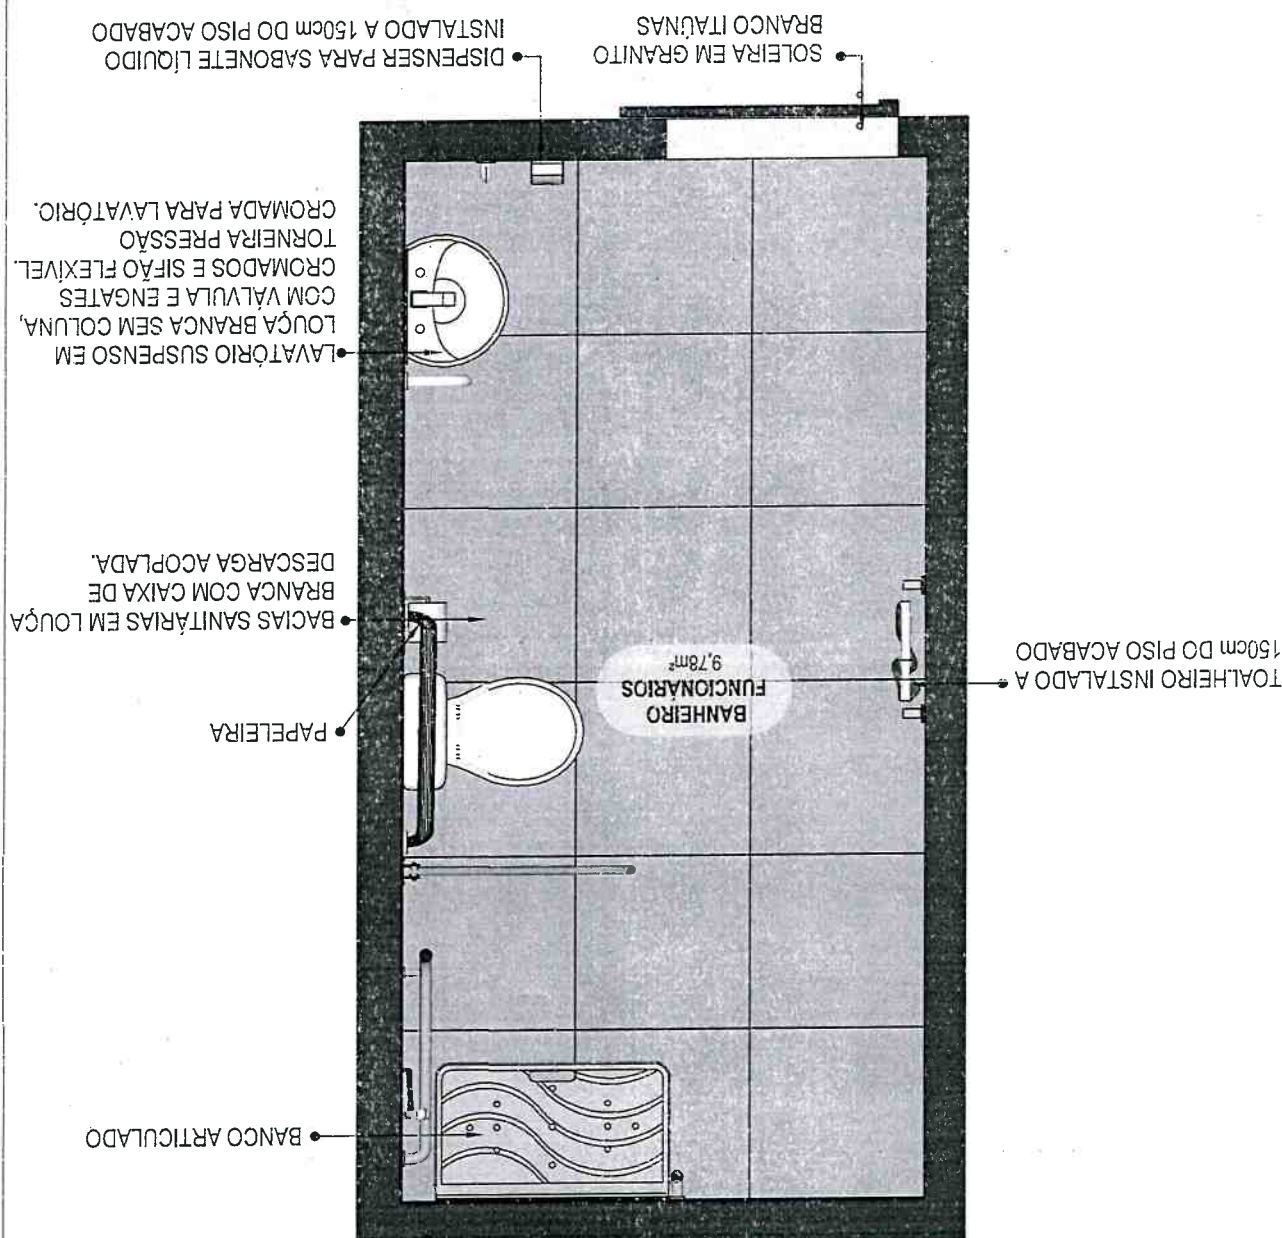 BANCO ARTICULADO
PAPELEIRA
BACIAS SANITÁRIAS EM LOUÇA
BRANCA COM CAIXA DE
DESCARGA ACOPLADA.
TOALHEIRO INSTALADO A
150cm DO PISO ACABADO
BANHEIRO
FUNCIONÁRIOS
9,78m²
LAVATÓRIO SUSPENSO EM
LOUÇA BRANCA SEM COLUNA,
COM VÁLVULA E ENGATES
CROMADOS E SIFÃO FLEXÍVEL.
TORNEIRA PRESSÃO
CROMADA PARA LAVATÓRIO.
SOLEIRA EM GRANITO
BRANCO ITAÚNAS
DISPENSER PARA SABONETE LÍQUIDO
INSTALADO A 150cm DO PISO ACABADO